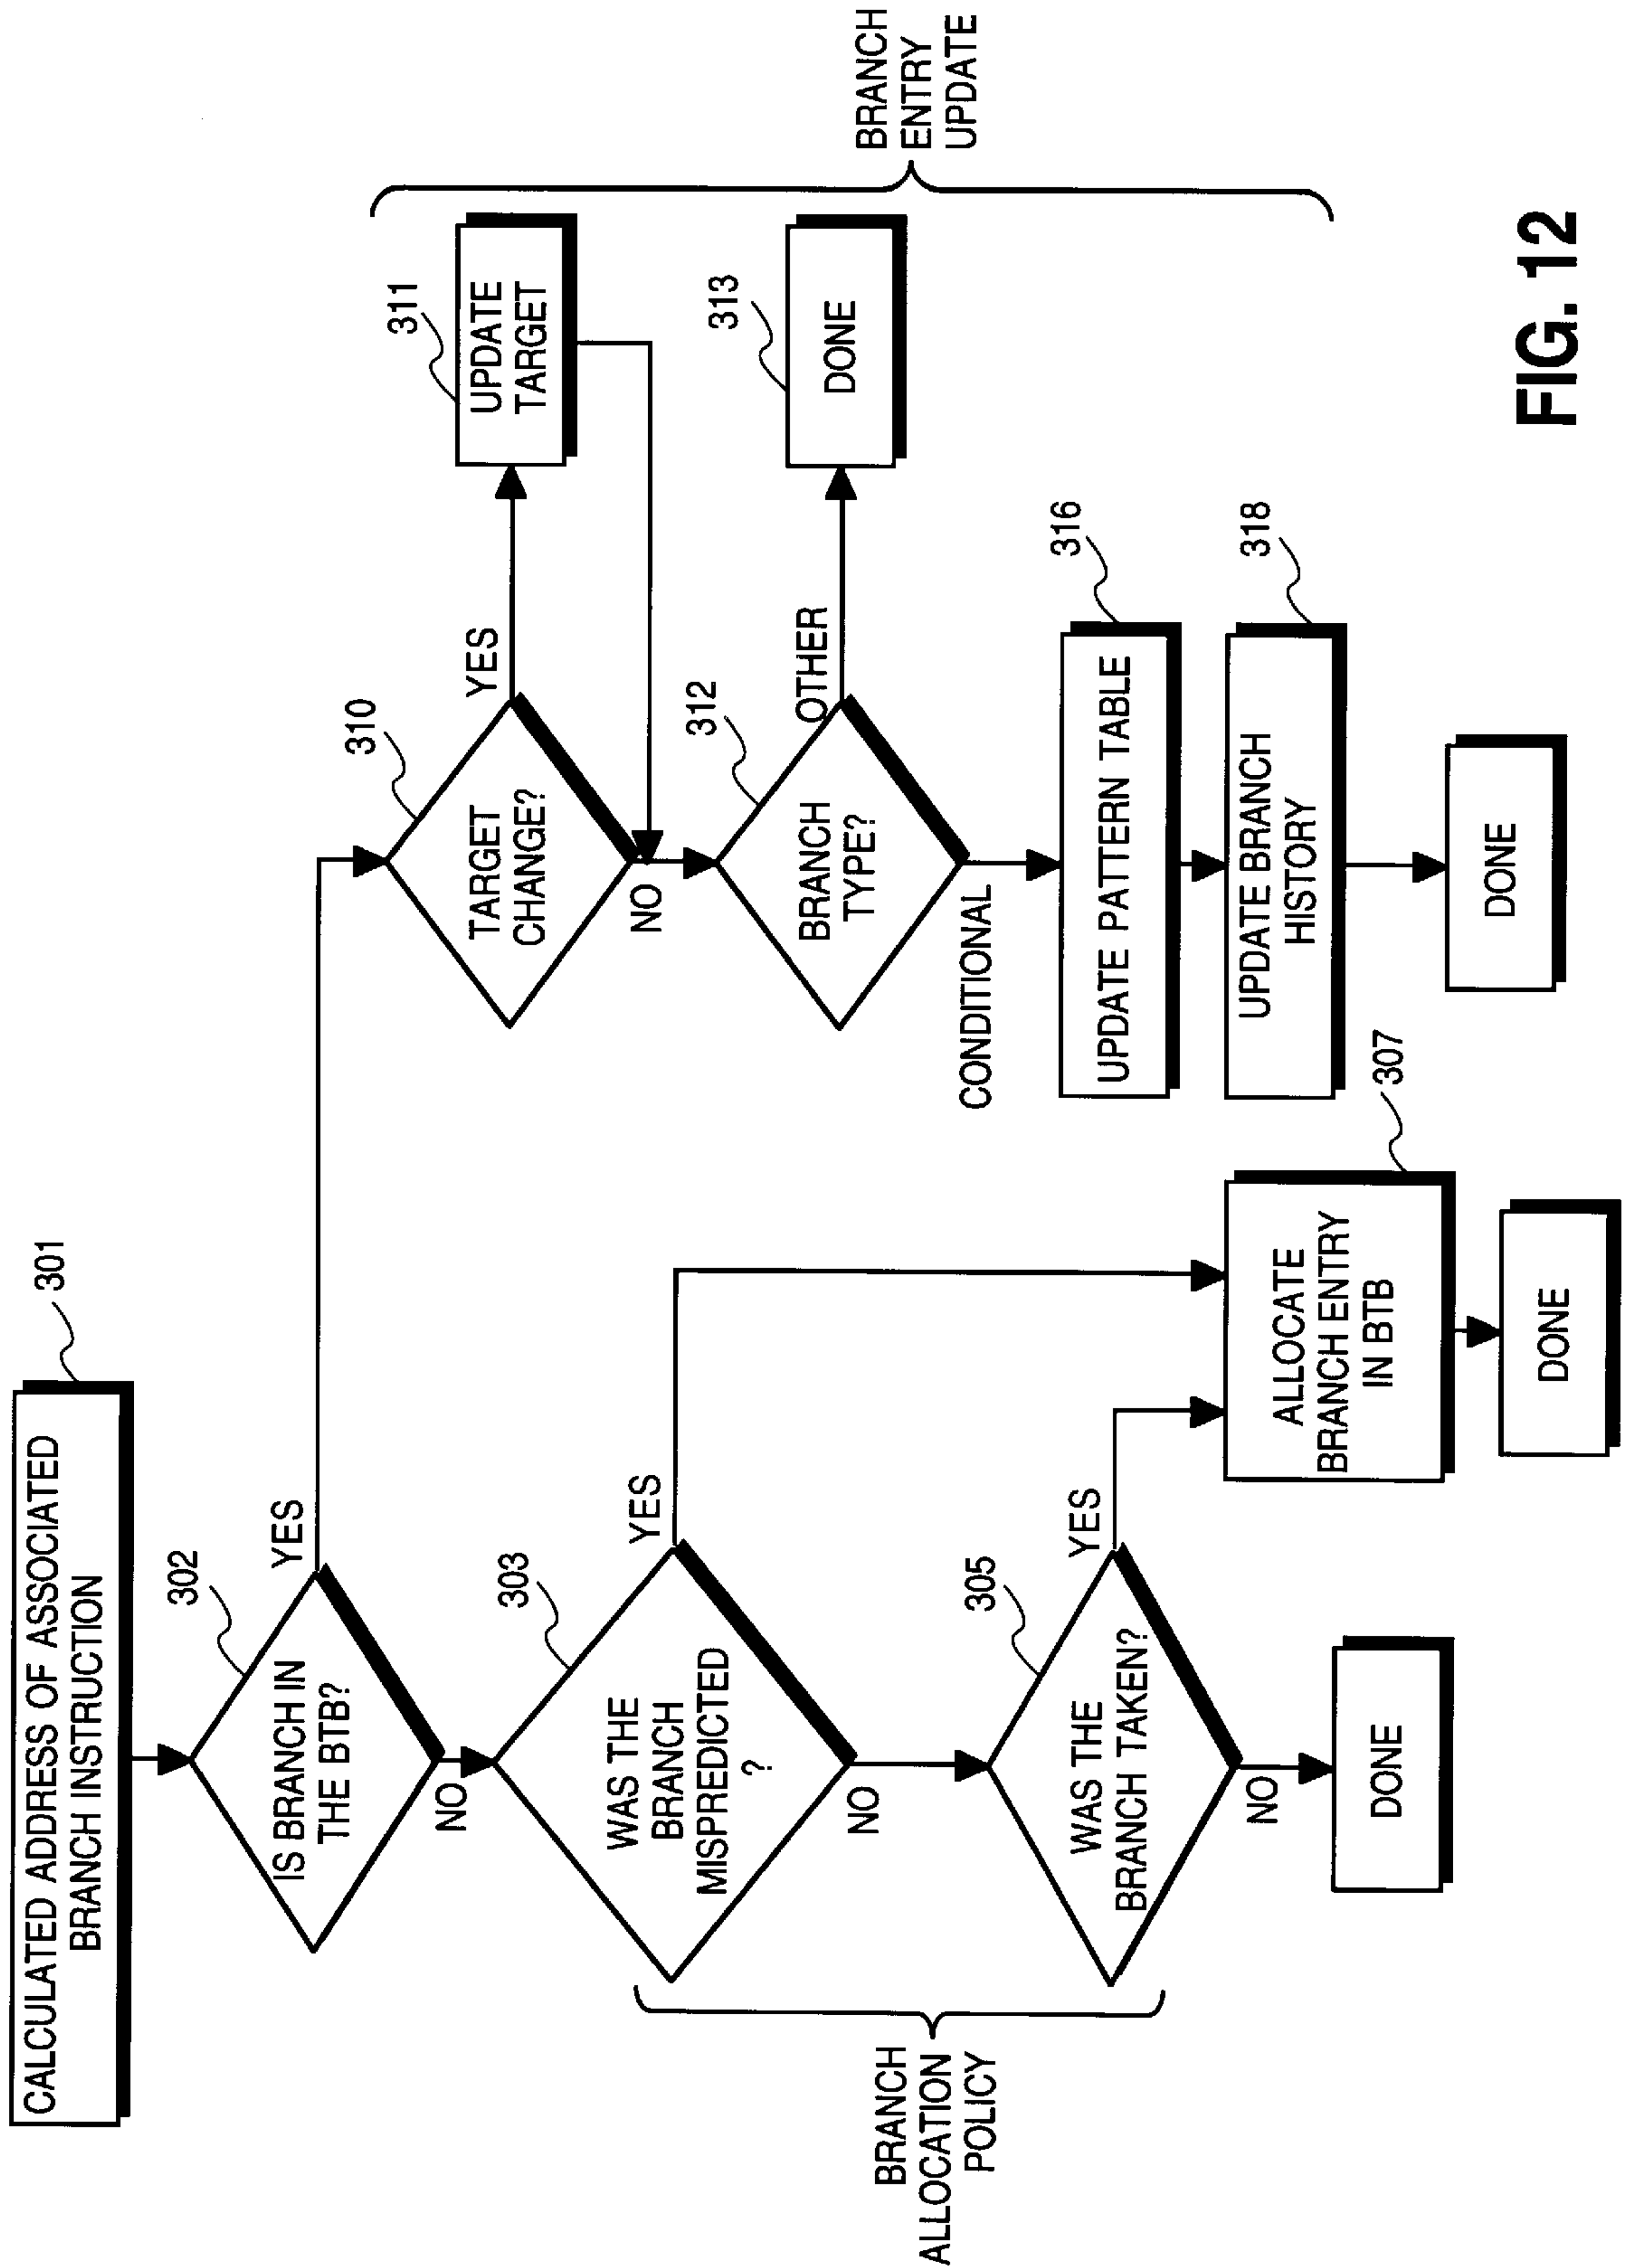 CALCULATED ADDRESS OF ASSOCIATED
BRANCH INSTRUCTION
301
IS BRANCH IN
THE BTB?
302
YES
NO
WAS THE
BRANCH
MISPREDICTED
?
303
YES
NO
WAS THE
BRANCH TAKEN?
305
YES
NO
DONE
BRANCH
ALLOCATION
POLICY
ALLOCATE
BRANCH ENTRY
IN BTB
307
DONE
TARGET
CHANGE?
310
YES
NO
UPDATE
TARGET
311
BRANCH
TYPE?
312
OTHER
CONDITIONAL
DONE
313
UPDATE PATTERN TABLE
316
UPDATE BRANCH
HISTORY
318
DONE
BRANCH
ENTRY
UPDATE
FIG. 12